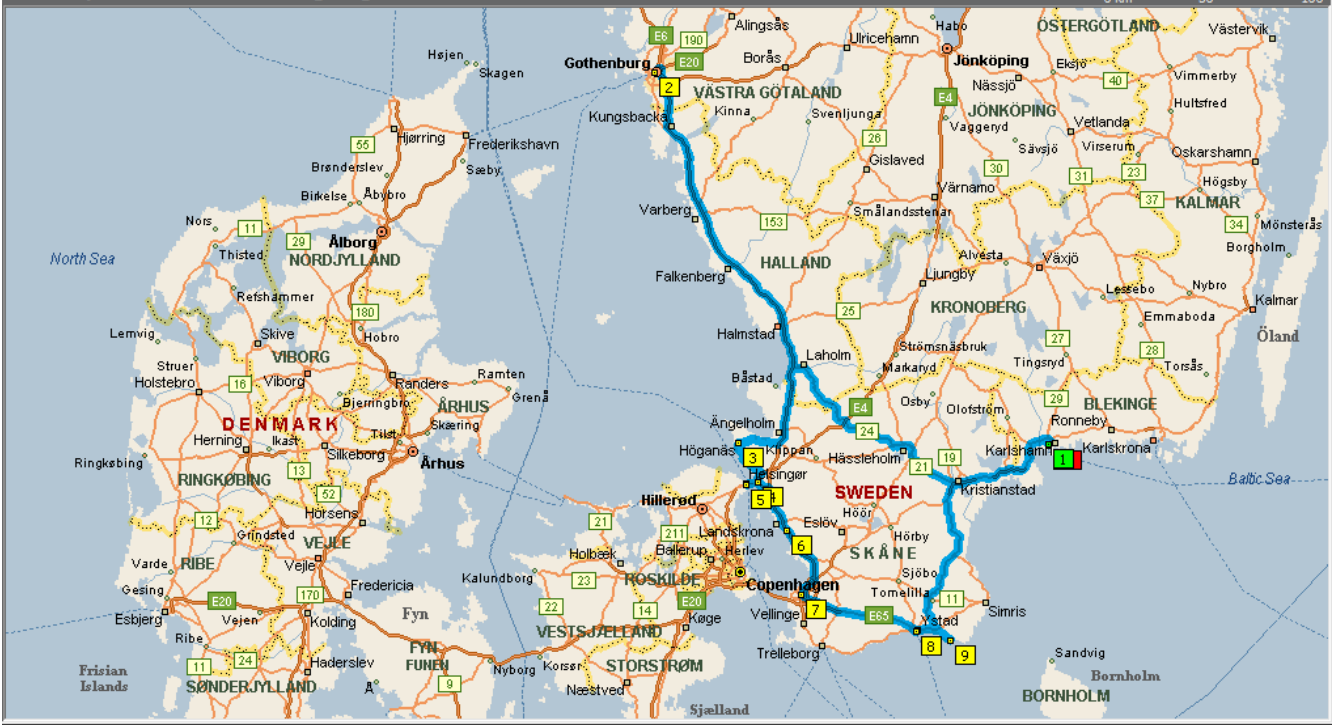 Habo
ÖSTERGÖTLAND
Alingsås
Västervik
E6
190
Ulricehamn
Højen
Skagen
Gothenburg
E20
Borås
Jönköping
Eksjö
Vimmerby
2
VÄSTRA GÖTALAND
Nässjö
40
E4
JÖNKÖPING
Hultsfred
Kungsbacka
Kinna
Svenljunga
Vaggeryd
Vetlanda
Hjørring
Frederikshavn
26
Sävsjö
Virserum
Oskarshamn
55
Brønderslev
Sæby
Gislaved
30
31
23
Högsby
Birkelse
Åbybro
Värnamo
37
KALMAR
Nors
Varberg
153
Smålandsstenar
34
Mönsterås
11
29
Ålborg
Borgholm
North Sea
Thisted
NORDJYLLAND
HALLAND
Alvesta
Växjö
Falkenberg
Ljungby
Refshammer
Lessebo
Nybro
180
25
KRONOBERG
Kalmar
Lemvig
Skive
Hobro
Halmstad
Emmaboda
Öland
VIBORG
Strömsnäsbruk
29
27
28
Struer
Laholm
Markaryd
Tingsryd
Torsås
Holstebro
16
Viborg
Randers
Ramten
Båstad
Bjerringbro
ÅRHUS
Grenå
E4
Osby
Olofström
29
BLEKINGE
DENMARK
Skæring
Ängelholm
24
Ronneby
Herning
Ikast
Tilst
Höganäs
Klippan
Hässleholm
19
Karlshamn
Karlskrona
Ringkøbing
Silkeborg
Århus
3
21
1
13
RINGKØBING
Helsingør
Baltic Sea
52
Hillerød
5
4
SWEDEN
Kristianstad
12
Horsens
21
Höör
Grindsted
Landskrona
Eslöv
Hörby
VEJLE
211
6
Holbæk
Ballerup
Herlev
SKÅNE
Varde
RIBE
Vejle
Kalundborg
23
ROSKILDE
Sjöbo
Gesing
Fredericia
Copenhagen
Tomelilla
E20
170
22
14
E20
7
11
Simris
Esbjerg
Vejen
Kolding
Fyn
Køge
Vellinge
E65
Ystad
Ribe
VESTSJÆLLAND
8
9
11
24
Haderslev
FYN
FUNEN
Nyborg
Korsør
STORSTRØM
Trelleborg
Sandvig
Frisian
Islands
SØNDERJYLLAND
Å
9
Næstved
Bornholm
BORNHOLM
Sjælland